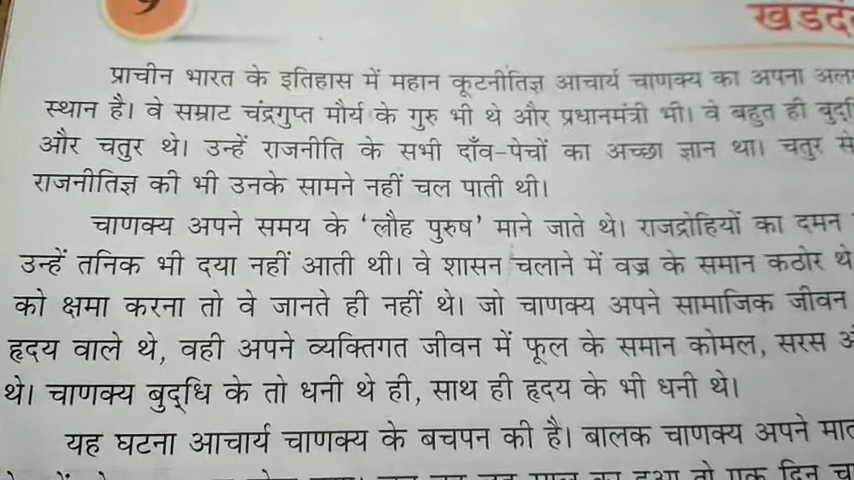 9
प्राचीन भारत के इतिहास में महान कूटनीतिज्ञ आचार्य चाणक्य का अपना
स्थान है। वे सम्राट चंद्रगुप्त मौर्य के गुरु भी थे और प्रधानमंत्री भी। वे बहुत ही
और चतुर थे। उन्हें राजनीति के सभी दाँव-पेचों का अच्छा ज्ञान था। चतुर से
राजनीतिज्ञ की भी उनके सामने नहीं चल पाती थी।
चाणक्य अपने समय के ‘लौह पुरुष’ माने जाते थे। राजद्रोहियों का दमन
उन्हें तनिक भी दया नहीं आती थी। वे शासन चलाने में वज्र के समान कठोर थे
को क्षमा करना तो वे जानते ही नहीं थे। जो चाणक्य अपने सामाजिक जीवन
हृदय वाले थे, वही अपने व्यक्तिगत जीवन में फूल के समान कोमल, सरस
थे। चाणक्य बुद्धि के तो धनी थे ही, साथ ही हृदय के भी धनी थे।
यह घटना आचार्य चाणक्य के बचपन की है। बालक चाणक्य अपने